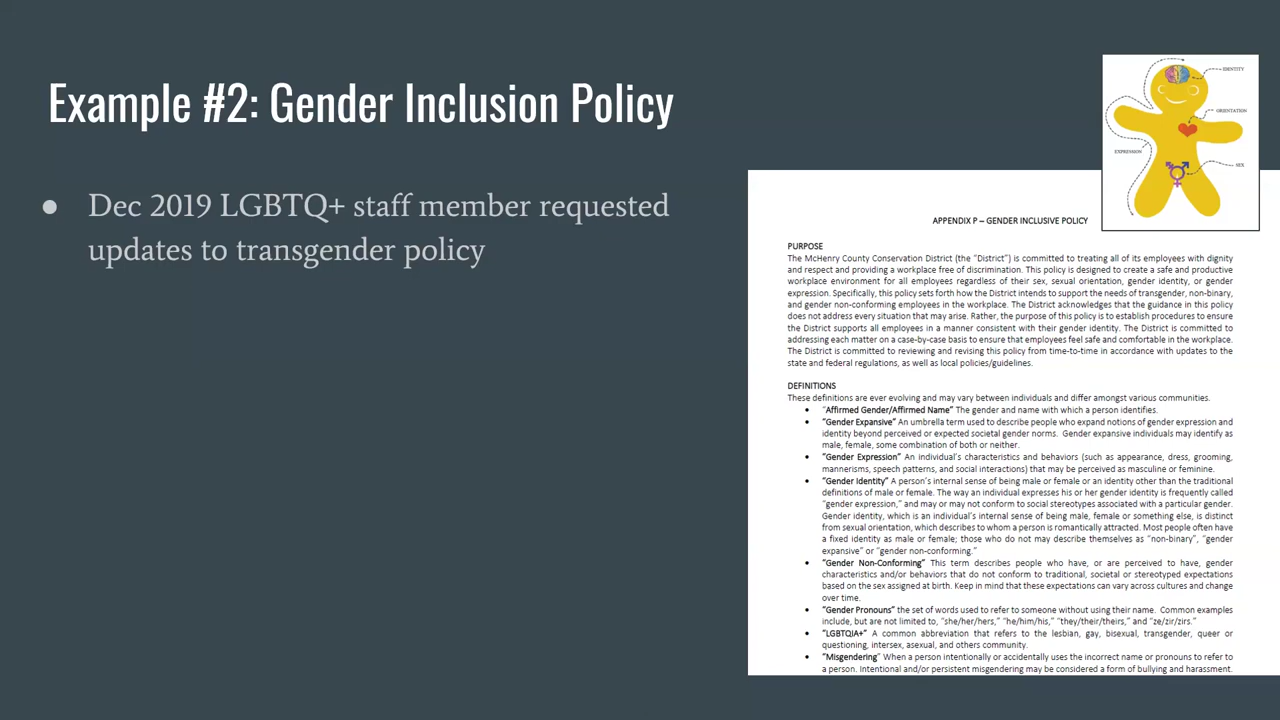 Example #2: Gender Inclusion Policy
● Dec 2019 LGBTQ+ staff member requested
updates to transgender policy
IDENTITY
ORIENTATION
EXPRESSION
SEX
APPENDIX P – GENDER INCLUSIVE POLICY
PURPOSE
The McHenry County Conservation District (the “District”) is committed to treating all of its employees with dignity
and respect and providing a workplace free of discrimination. This policy is designed to create a safe and productive
workplace environment for all employees regardless of their sex, sexual orientation, gender identity, or gender
expression. Specifically, this policy sets forth how the District intends to support the needs of transgender, non-binary,
and gender non-conforming employees in the workplace. The District acknowledges that the guidance in this policy
does not address every situation that may arise. Rather, the purpose of this policy is to establish procedures to ensure
the District supports all employees in a manner consistent with their gender identity. The District is committed to
addressing each matter on a case-by-case basis to ensure that employees feel safe and comfortable in the workplace.
The District is committed to reviewing and revising this policy from time-to-time in accordance with updates to the
state and federal regulations, as well as local policies/guidelines.
DEFINITIONS
These definitions are ever evolving and may vary between individuals and differ amongst various communities.
• “Affirmed Gender/Affirmed Name” The gender and name with which a person identifies.
• “Gender Expansive” An umbrella term used to describe people who expand notions of gender expression and
identity beyond perceived or expected societal gender norms. Gender expansive individuals may identify as
male, female, some combination of both or neither.
• “Gender Expression” An individual’s characteristics and behaviors (such as appearance, dress, grooming,
mannerisms, speech patterns, and social interactions) that may be perceived as masculine or feminine.
• “Gender Identity” A person’s internal sense of being male or female or an identity other than the traditional
definitions of male or female. The way an individual expresses his or her gender identity is frequently called
“gender expression,” and may or may not conform to social stereotypes associated with a particular gender.
Gender identity, which is an individual’s internal sense of being male, female or something else, is distinct
from sexual orientation, which describes to whom a person is romantically attracted. Most people often have
a fixed identity as male or female; those who do not may describe themselves as “non-binary”, “gender
expansive” or “gender non-conforming.”
• “Gender Non-Conforming” This term describes people who have, or are perceived to have, gender
characteristics and/or behaviors that do not conform to traditional, societal or stereotyped expectations
based on the sex assigned at birth. Keep in mind that these expectations can vary across cultures and change
over time.
• “Gender Pronouns” the set of words used to refer to someone without using their name. Common examples
include, but are not limited to, “she/her/hers,” “he/him/his,” “they/their/theirs,” and “ze/zir/zirs.”
• “LGBTQIA+” A common abbreviation that refers to the lesbian, gay, bisexual, transgender, queer or
questioning, intersex, asexual, and others community.
• “Misgendering” When a person intentionally or accidentally uses the incorrect name or pronouns to refer to
a person. Intentional and/or persistent misgendering may be considered a form of bullying and harassment.